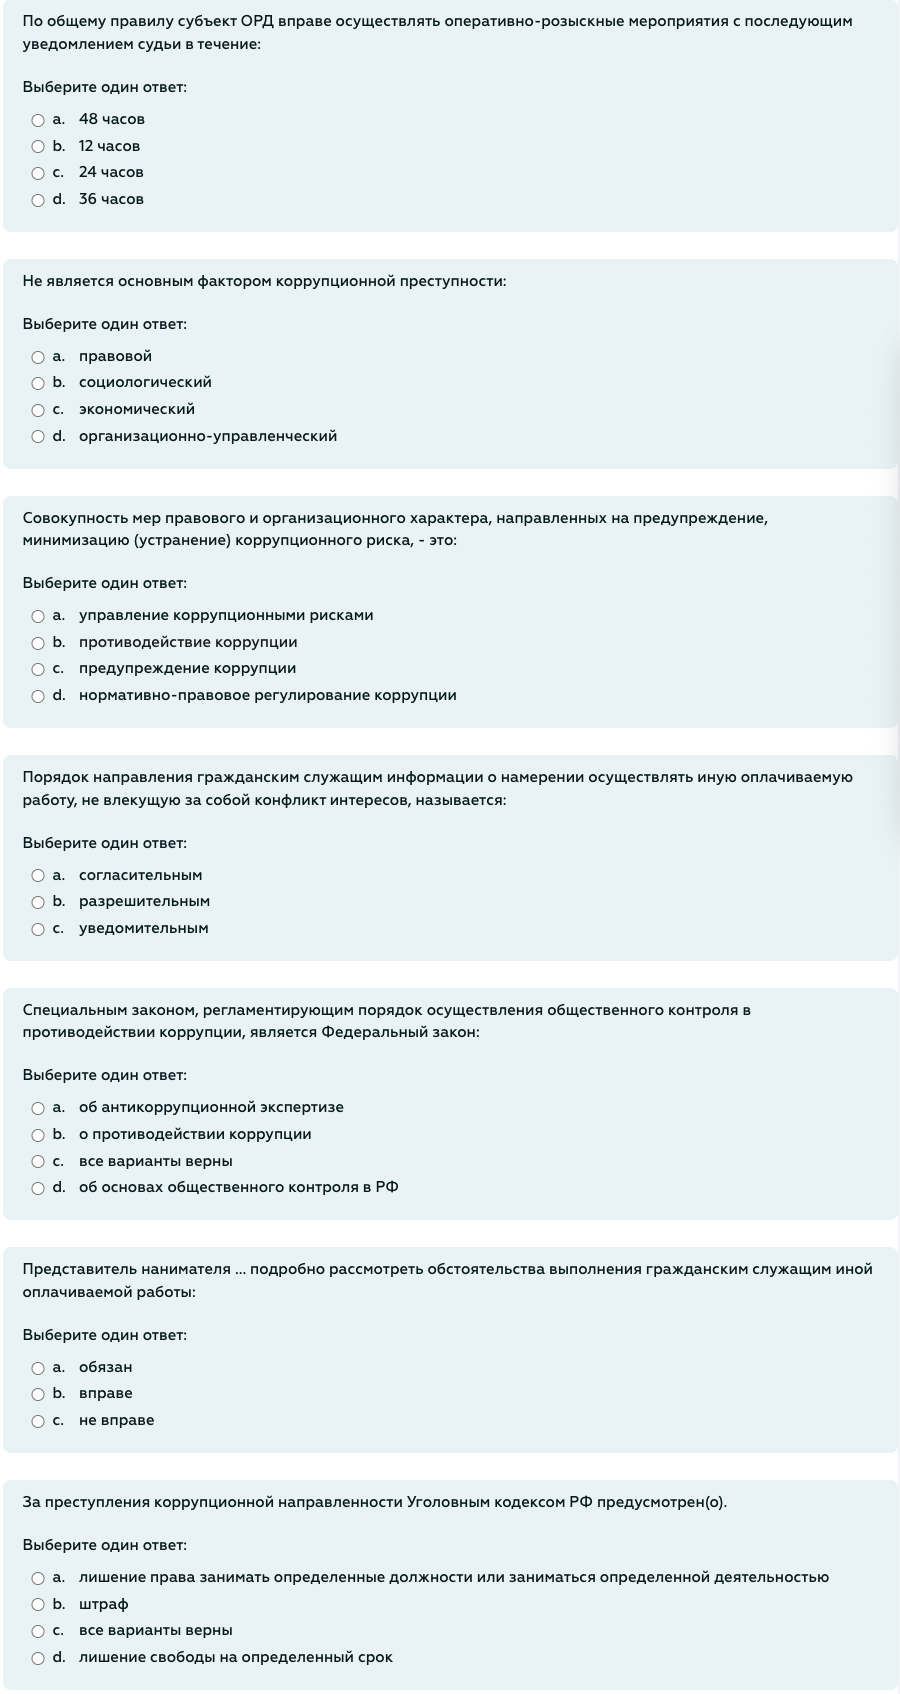 По общему правилу субъект ОРД вправе осуществлять оперативно-розыскные мероприятия с последующим
уведомлением судьи в течение:
Выберите один ответ:
a. 48 часов
b. 12 часов
c. 24 часов
d. 36 часов
Не является основным фактором коррупционной преступности:
Выберите один ответ:
a. правовой
b. социологический
c. экономический
d. организационно-управленческий
Совокупность мер правового и организационного характера, направленных на предупреждение,
минимизацию (устранение) коррупционного риска, - это:
Выберите один ответ:
a. управление коррупционными рисками
b. противодействие коррупции
c. предупреждение коррупции
d. нормативно-правовое регулирование коррупции
Порядок направления гражданским служащим информации о намерении осуществлять иную оплачиваемую
работу, не влекущую за собой конфликт интересов, называется:
Выберите один ответ:
a. согласительным
b. разрешительным
c. уведомительным
Специальным законом, регламентирующим порядок осуществления общественного контроля в
противодействии коррупции, является Федеральный закон:
Выберите один ответ:
a. об антикоррупционной экспертизе
b. о противодействии коррупции
c. все варианты верны
d. об основах общественного контроля в РФ
Представитель нанимателя ... подробно рассмотреть обстоятельства выполнения гражданским служащим иной
оплачиваемой работы:
Выберите один ответ:
a. обязан
b. вправе
c. не вправе
За преступления коррупционной направленности Уголовным кодексом РФ предусмотрен(о).
Выберите один ответ:
a. лишение права занимать определенные должности или заниматься определенной деятельностью
b. штраф
c. все варианты верны
d. лишение свободы на определенный срок